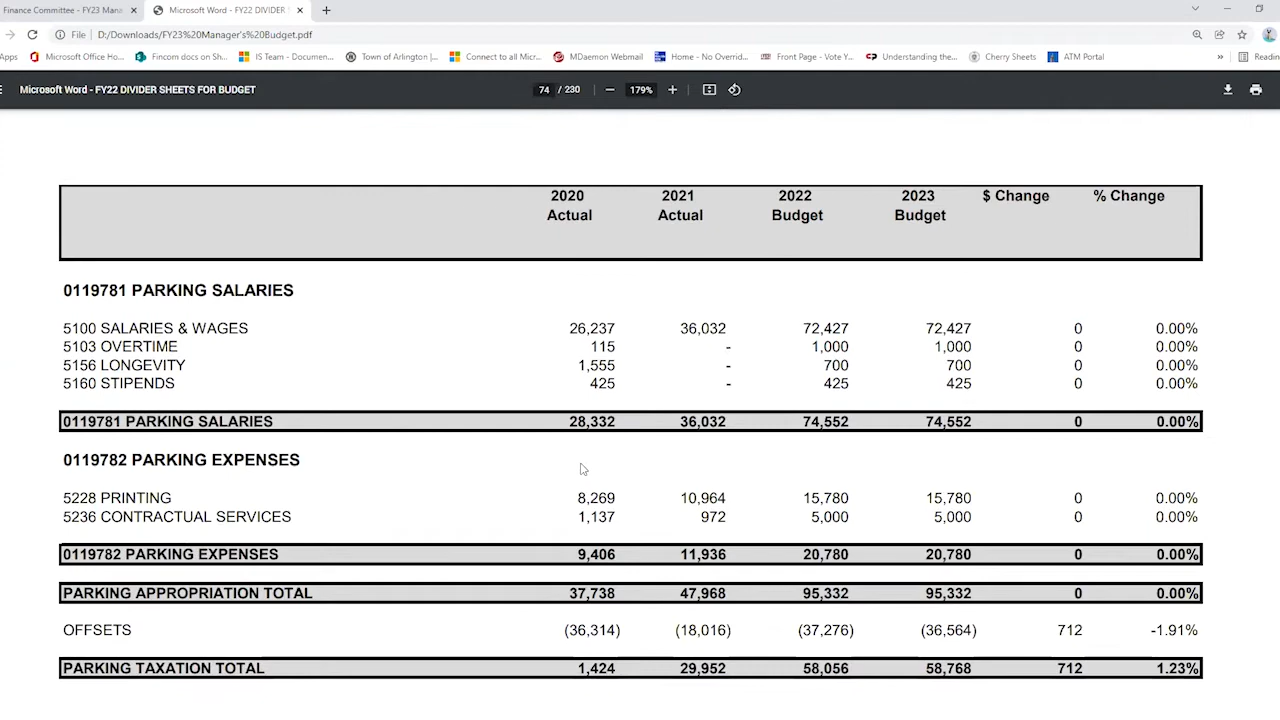 Finance Committee - FY23 Mana
Microsoft Word - FY22 DIVIDER S
File D:/Downloads/FY23%20Manager's%20Budget.pdf
Apps Microsoft Office Ho... Fincom docs on Sh... IS Team - Documen... Town of Arlington |... Connect to all Micr... MDaemon Webmail Home - No Overrid... Front Page - Vote Y... Understanding the... Cherry Sheets ATM Portal » Readin
Microsoft Word - FY22 DIVIDER SHEETS FOR BUDGET 74 / 230 179%
2020 2021 2022 2023 $ Change % Change
Actual Actual Budget Budget
0119781 PARKING SALARIES
5100 SALARIES & WAGES 26,237 36,032 72,427 72,427 0 0.00%
5103 OVERTIME 115 - 1,000 1,000 0 0.00%
5156 LONGEVITY 1,555 - 700 700 0 0.00%
5160 STIPENDS 425 - 425 425 0 0.00%
0119781 PARKING SALARIES 28,332 36,032 74,552 74,552 0 0.00%
0119782 PARKING EXPENSES
5228 PRINTING 8,269 10,964 15,780 15,780 0 0.00%
5236 CONTRACTUAL SERVICES 1,137 972 5,000 5,000 0 0.00%
0119782 PARKING EXPENSES 9,406 11,936 20,780 20,780 0 0.00%
PARKING APPROPRIATION TOTAL 37,738 47,968 95,332 95,332 0 0.00%
OFFSETS (36,314) (18,016) (37,276) (36,564) 712 -1.91%
PARKING TAXATION TOTAL 1,424 29,952 58,056 58,768 712 1.23%